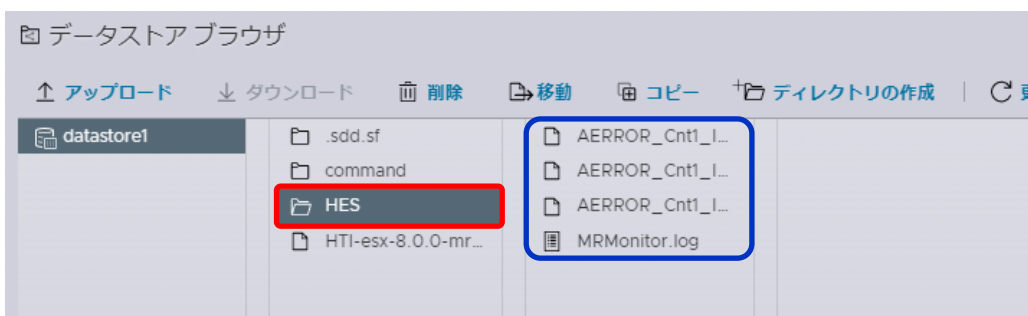 データストア ブラウザ
アップロード ダウンロード 削除 移動 コピー ディレクトリの作成
datastore1 .sdd.sf AERROR_Cnt1_I...
command AERROR_Cnt1_I...
HES AERROR_Cnt1_I...
HTI-esx-8.0.0-mr... MRMonitor.log